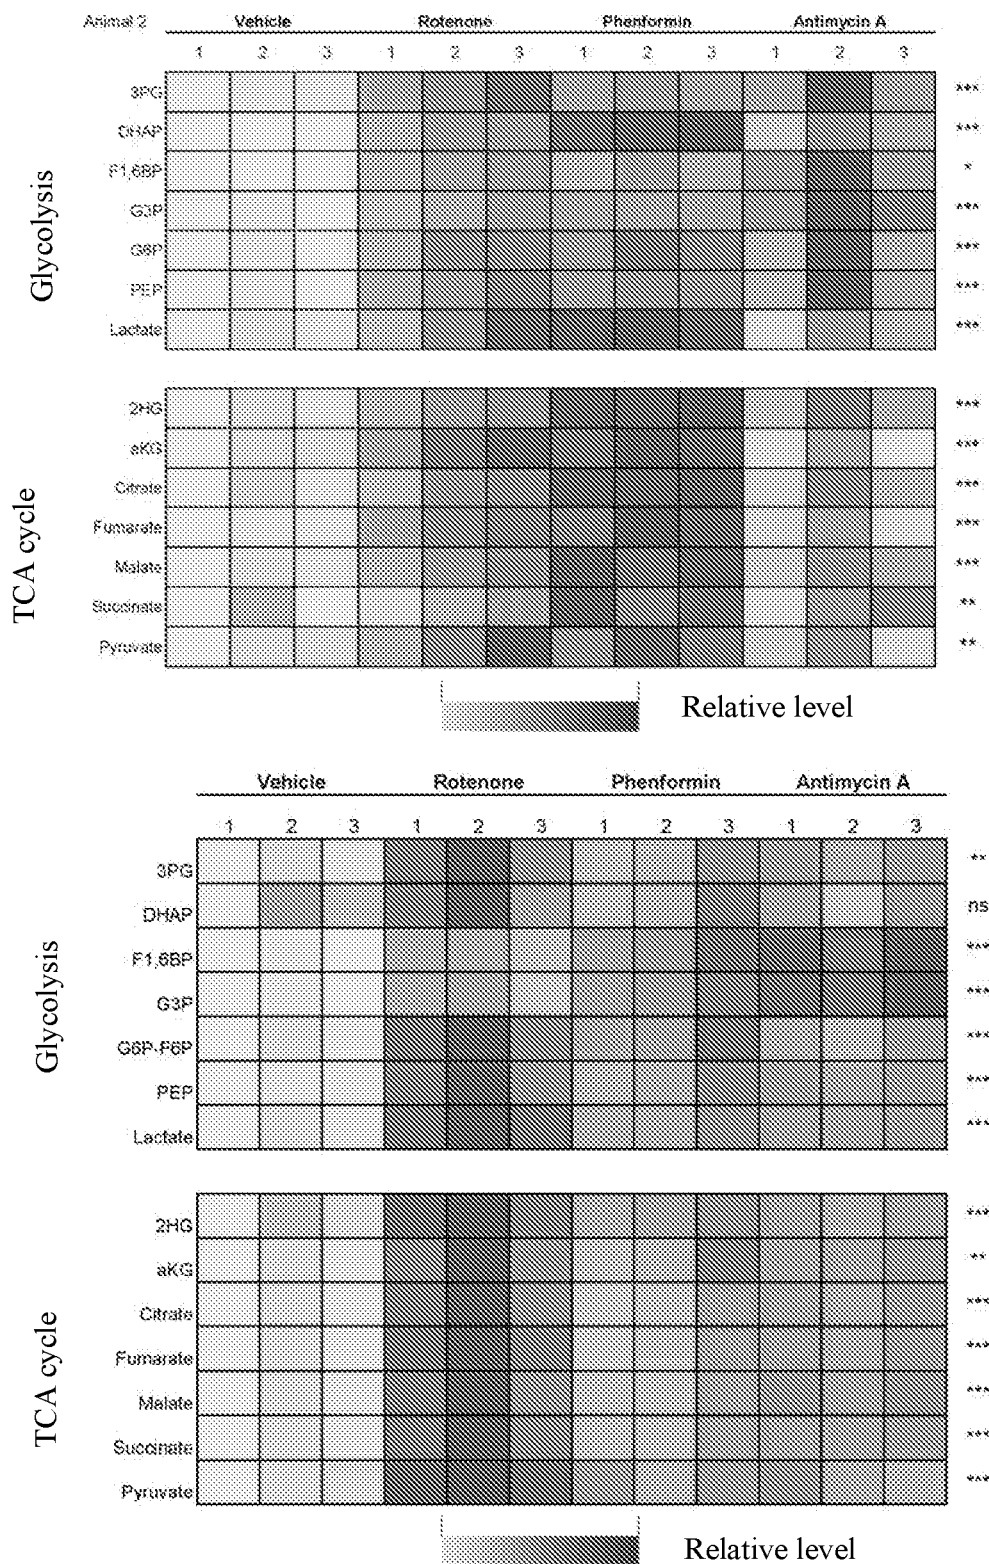 Animal 2 Vehicle Rotenone Phenformin Antimycin A
1 2 3 1 2 3 1 2 3 1 2 3
Glycolysis
3PG ***
DHAP ***
F1,6BP *
G3P ***
G6P ***
PEP ***
Lactate ***
TCA cycle
2HG ***
aKG ***
Citrate ***
Fumarate ***
Malate ***
Succinate **
Pyruvate **
Relative level
Vehicle Rotenone Phenformin Antimycin A
1 2 3 1 2 3 1 2 3 1 2 3
Glycolysis
3PG **
DHAP ns
F1,6BP ***
G3P ***
G6P-F6P ***
PEP ***
Lactate ***
TCA cycle
2HG ***
aKG **
Citrate ***
Fumarate ***
Malate ***
Succinate ***
Pyruvate ***
Relative level